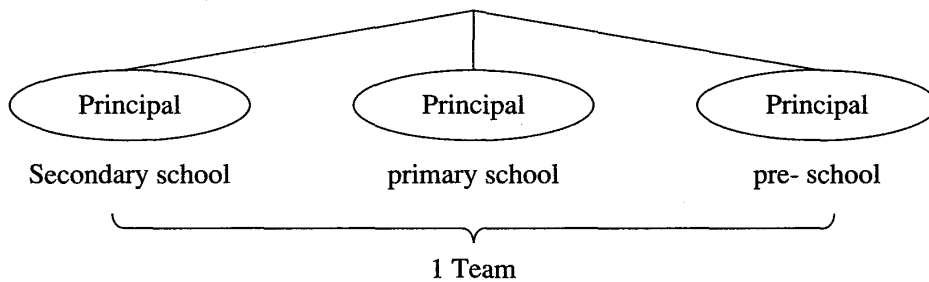 Principal Principal Principal
Secondary school primary school pre- school
1 Team